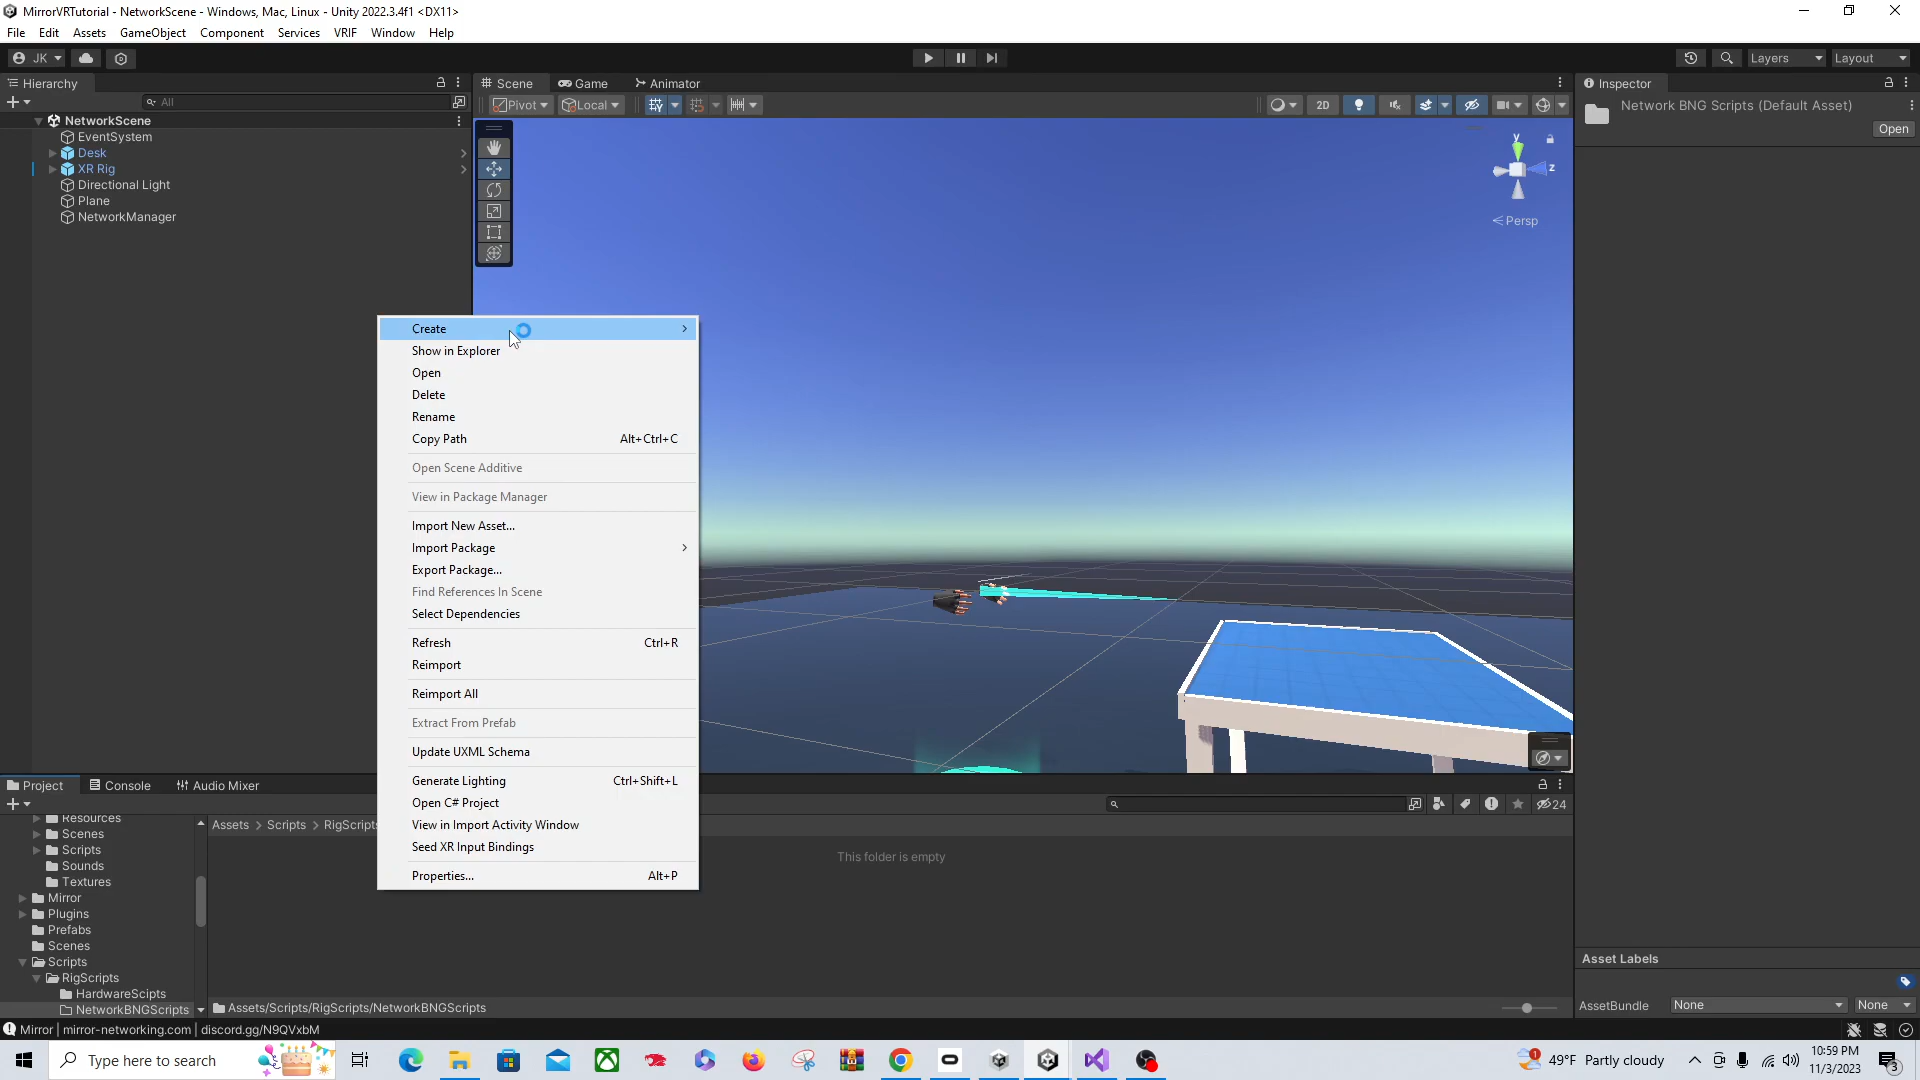 MirrorVRTutorial - NetworkScene - Windows, Mac, Linux - Unity 2022.3.4f1 <DX11>
File Edit Assets GameObject Component Services VRIF Window Help
JK Layers Layout
Hierarchy Scene Game Animator Inspector
All Pivot Local 2D Network BNG Scripts (Default Asset)
Open
NetworkScene
EventSystem
Desk
XR Rig
Directional Light
Plane
NetworkManager
y
z
Persp
Create
Show in Explorer
Open
Delete
Rename
Copy Path Alt+Ctrl+C
Open Scene Additive
View in Package Manager
Import New Asset...
Import Package
Export Package...
Find References In Scene
Select Dependencies
Refresh Ctrl+R
Reimport
Reimport All
Extract From Prefab
Update UXML Schema
Generate Lighting Ctrl+Shift+L
Open C# Project
View in Import Activity Window
Seed XR Input Bindings
Properties... Alt+P
Project Console Audio Mixer
24
Resources
Scenes
Scripts
Sounds
Textures
Mirror
Plugins
Prefabs
Scenes
Scripts
RigScripts
HardwareScipts
NetworkBNGScripts
Assets > Scripts > RigScripts
This folder is empty
Assets/Scripts/RigScripts/NetworkBNGScripts
Asset Labels
AssetBundle None None
Mirror | mirror-networking.com | discord.gg/N9QVxbM
Type here to search
1
49°F Partly cloudy
10:59 PM
11/3/2023
3